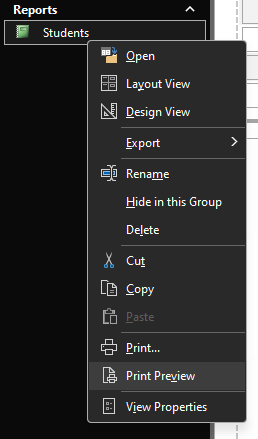 Reports
Students
Open
Layout View
Design View
Export
Rename
Hide in this Group
Delete
Cut
Copy
Paste
Print...
Print Preview
View Properties